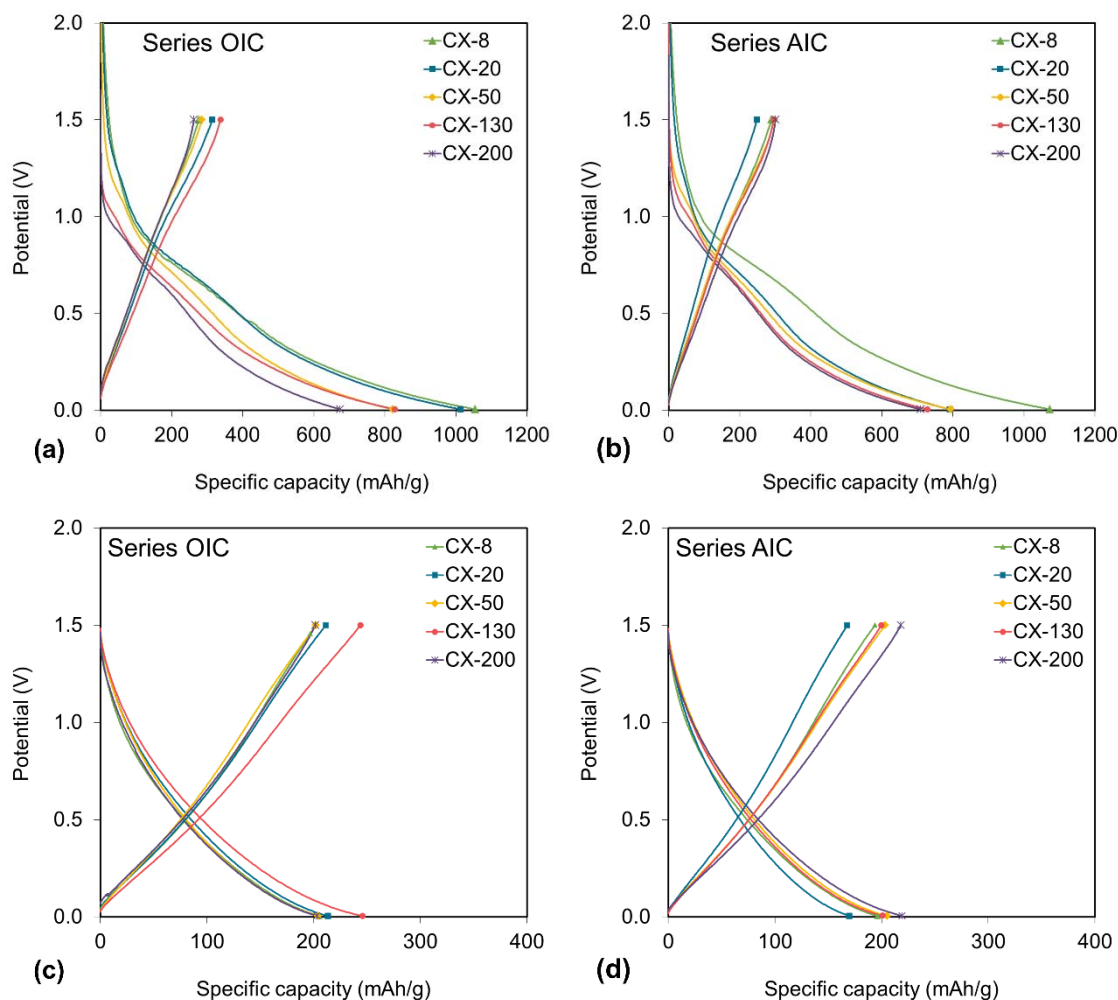 Series OIC
CX-8
CX-20
CX-50
CX-130
CX-200
2.0
1.5
1.0
0.5
0.0
Potential (V)
0 200 400 600 800 1000 1200
Specific capacity (mAh/g)
(a)
Series AIC
CX-8
CX-20
CX-50
CX-130
CX-200
2.0
1.5
1.0
0.5
0.0
Potential (V)
0 200 400 600 800 1000 1200
Specific capacity (mAh/g)
(b)
Series OIC
CX-8
CX-20
CX-50
CX-130
CX-200
2.0
1.5
1.0
0.5
0.0
Potential (V)
0 100 200 300 400
Specific capacity (mAh/g)
(c)
Series AIC
CX-8
CX-20
CX-50
CX-130
CX-200
2.0
1.5
1.0
0.5
0.0
Potential (V)
0 100 200 300 400
Specific capacity (mAh/g)
(d)